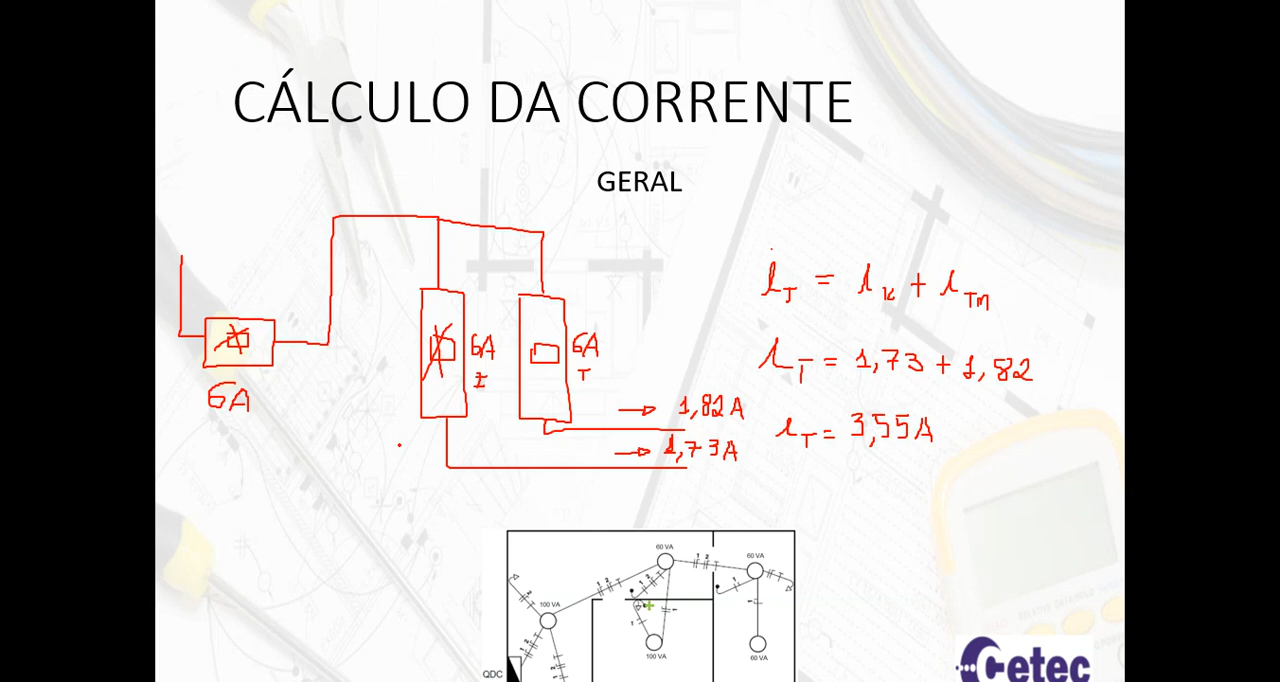 CÁLCULO DA CORRENTE
GERAL
i_T = i_IL + i_TM
i_T = 1,73 + 1,82
i_T = 3,55A
6A
6A
I
6A
T
1,82 A
1,73A
60 VA
60 VA
100 VA
100 VA
60 VA
QDC
Cetec